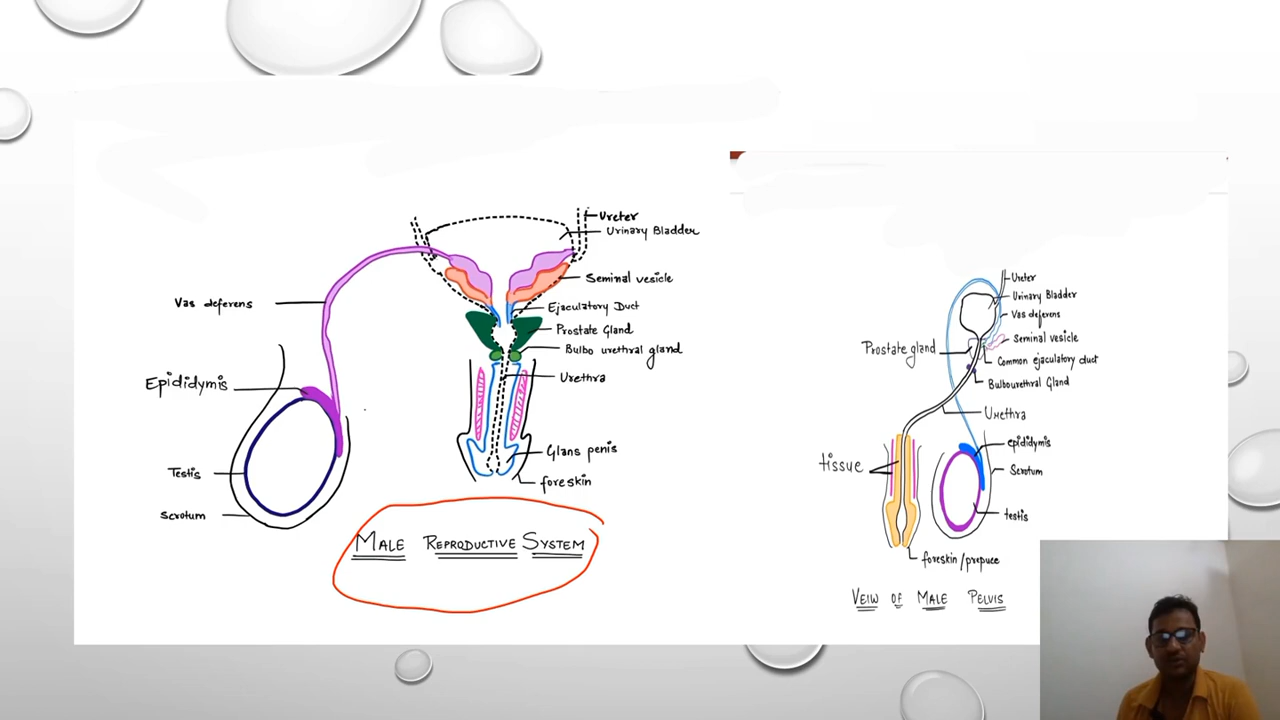 Ureter
Urinary Bladder
Seminal vesicle
Vas deferens
Ejaculatory Duct
Prostate Gland
Bulbo urethral gland
Urethra
Epididymis
Glans penis
Testis
foreskin
Scrotum
MALE REPRODUCTIVE SYSTEM
Ureter
Urinary Bladder
Vas deferens
Seminal vesicle
Prostate gland
Common ejaculatory duct
Bulbourethral Gland
Urethra
epididymis
tissue
Scrotum
testis
foreskin/prepuce
VEIW OF MALE PELVIS